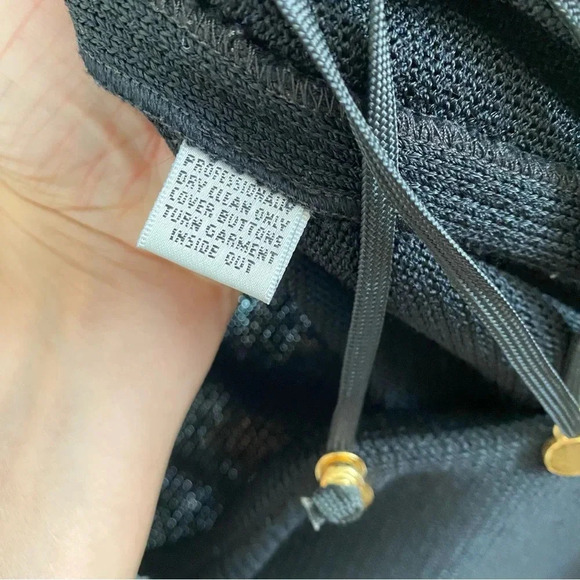 PROFESSIONAL
DRY CLEAN ONLY
COVER BUTTONS
TURN GARMENT
INSIDE OUT